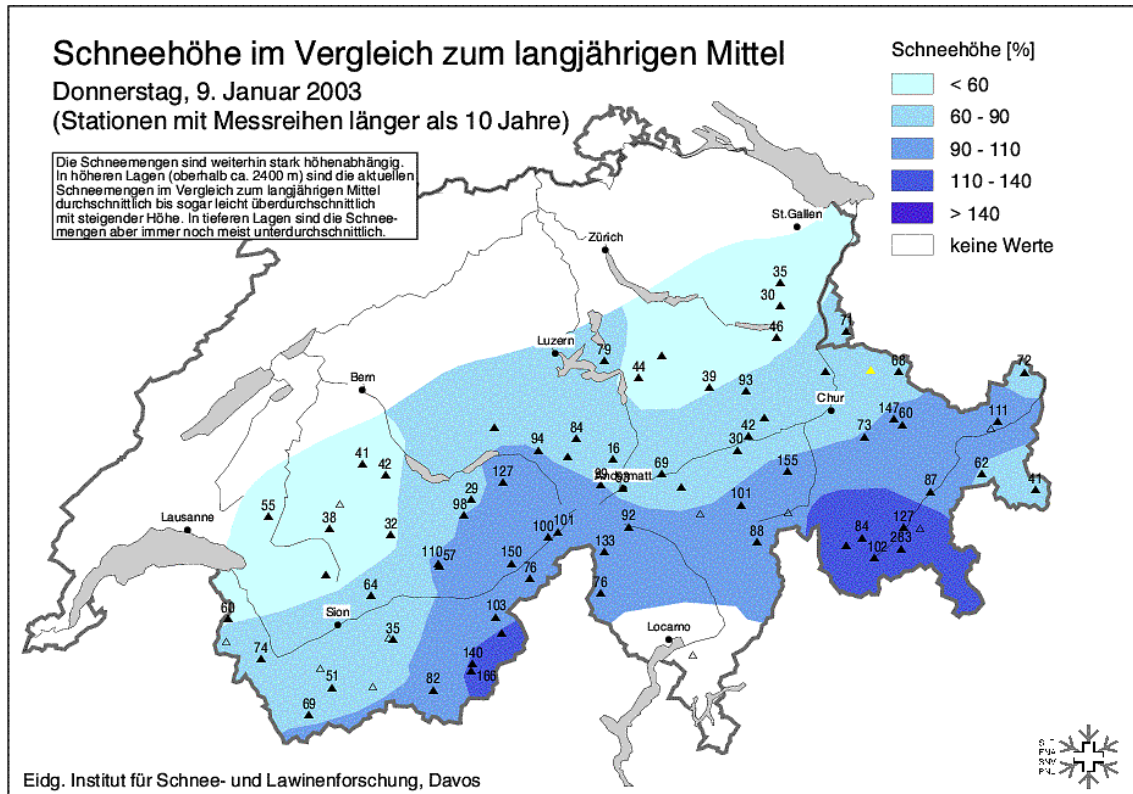 Schneehöhe im Vergleich zum langjährigen Mittel
Donnerstag, 9. Januar 2003
(Stationen mit Messreihen länger als 10 Jahre)
Die Schneemengen sind weiterhin stark höhenabhängig.
In höheren Lagen (oberhalb ca. 2400 m) sind die aktuellen
Schneemengen im Vergleich zum langjährigen Mittel
durchschnittlich bis sogar leicht überdurchschnittlich
mit steigender Höhe. In tieferen Lagen sind die Schnee-
mengen aber immer noch meist unterdurchschnittlich.
Schneehöhe [%]
< 60
60 - 90
90 - 110
110 - 140
> 140
keine Werte
St.Gallen
Zürich
35
30
71
46
Luzern
79
68
72
44
Bern
39
93
Chur
147
60
111
84
42
73
94
16
30
41
42
127
69
155
62
Andermatt
99
53
87
41
29
55
98
101
Lausanne
38
32
100
101
92
127
84
88
263
102
110
57
133
150
76
64
76
60
103
Sion
35
Locarno
74
140
166
51
82
69
Eidg. Institut für Schnee- und Lawinenforschung, Davos